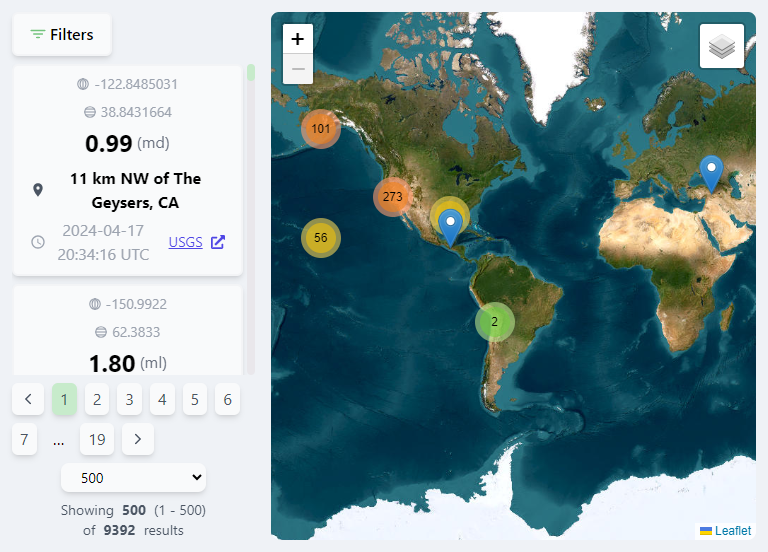 Filters
-122.8485031
38.8431664
0.99 (md)
11 km NW of The
Geysers, CA
2024-04-17
20:34:16 UTC
USGS
-150.9922
62.3833
1.80 (ml)
1 2 3 4 5 6
7 ... 19
500
Showing 500 (1 - 500)
of 9392 results
+
−
101
273
56
2
Leaflet